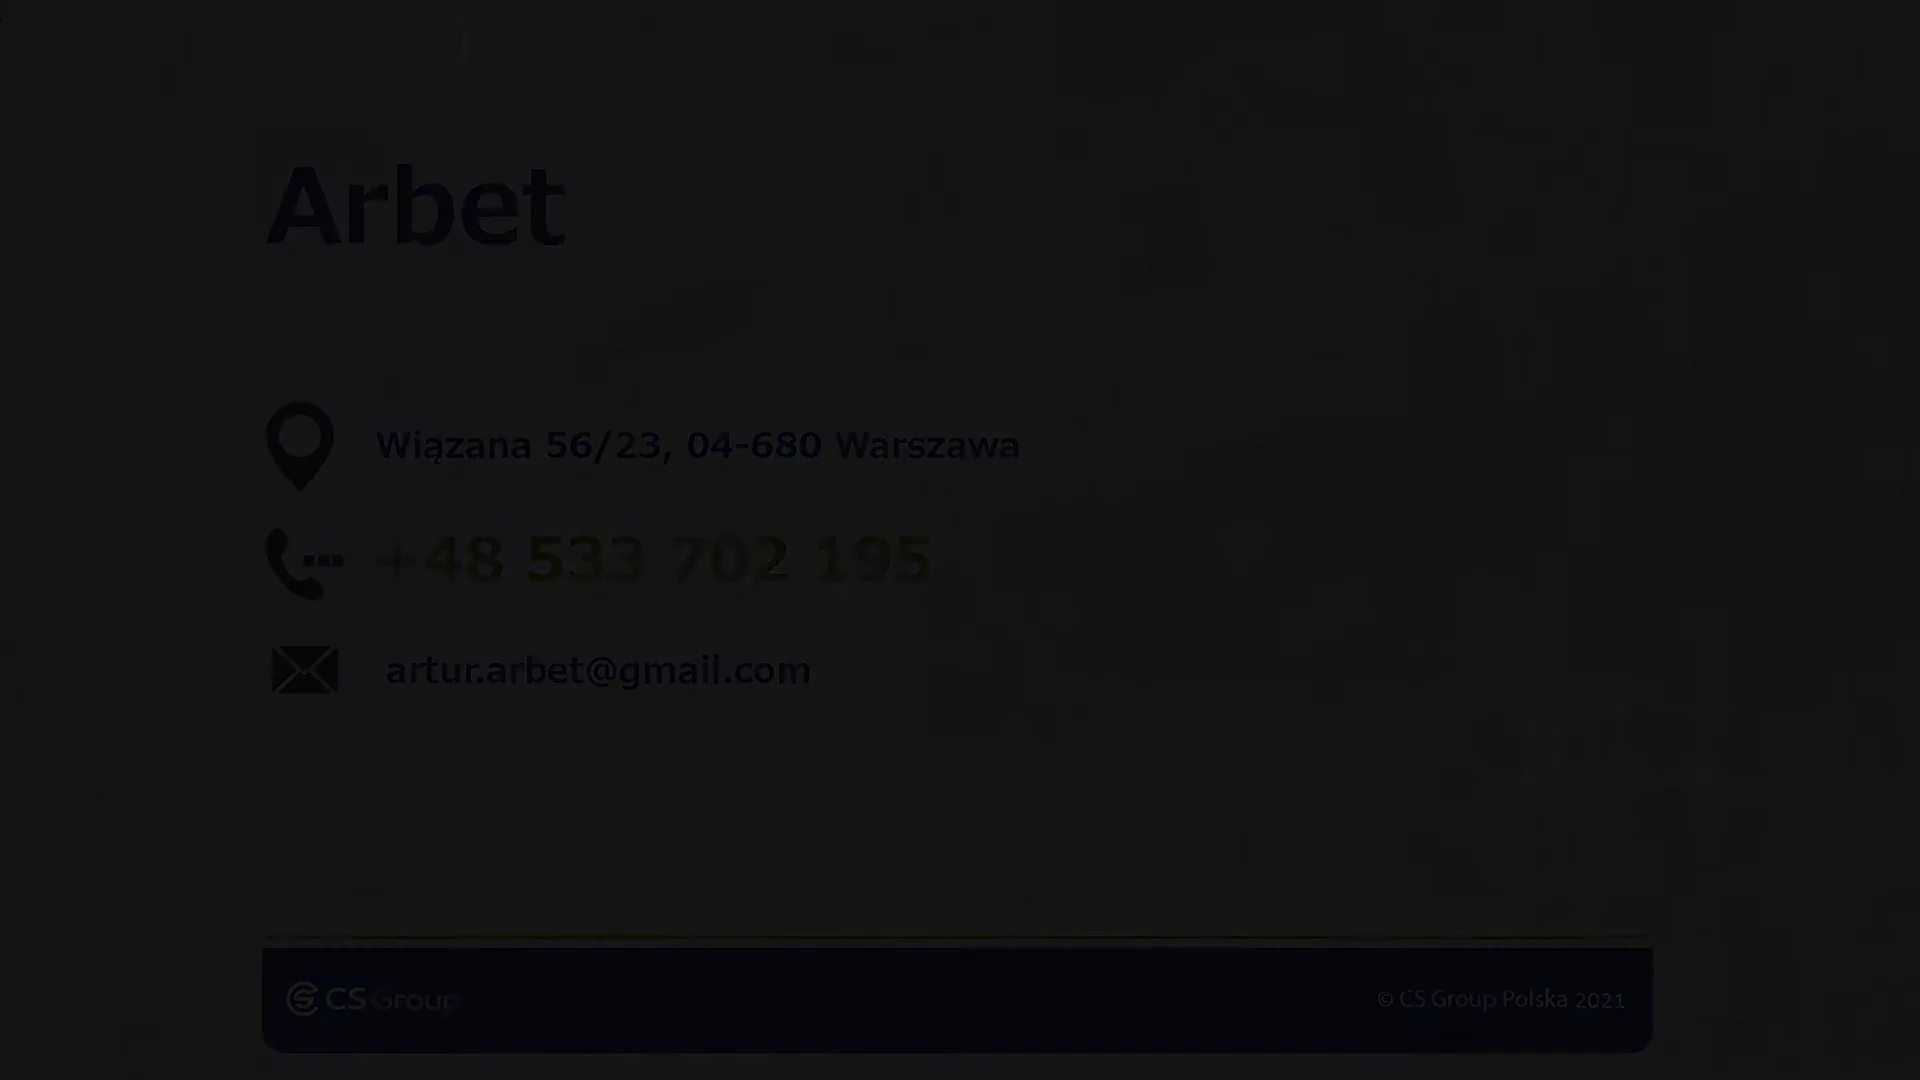 Arbet
Wiązana 56/23, 04-680 Warszawa
+48 533 702 195
artur.arbet@gmail.com
CS Group
© CS Group Polska 2021